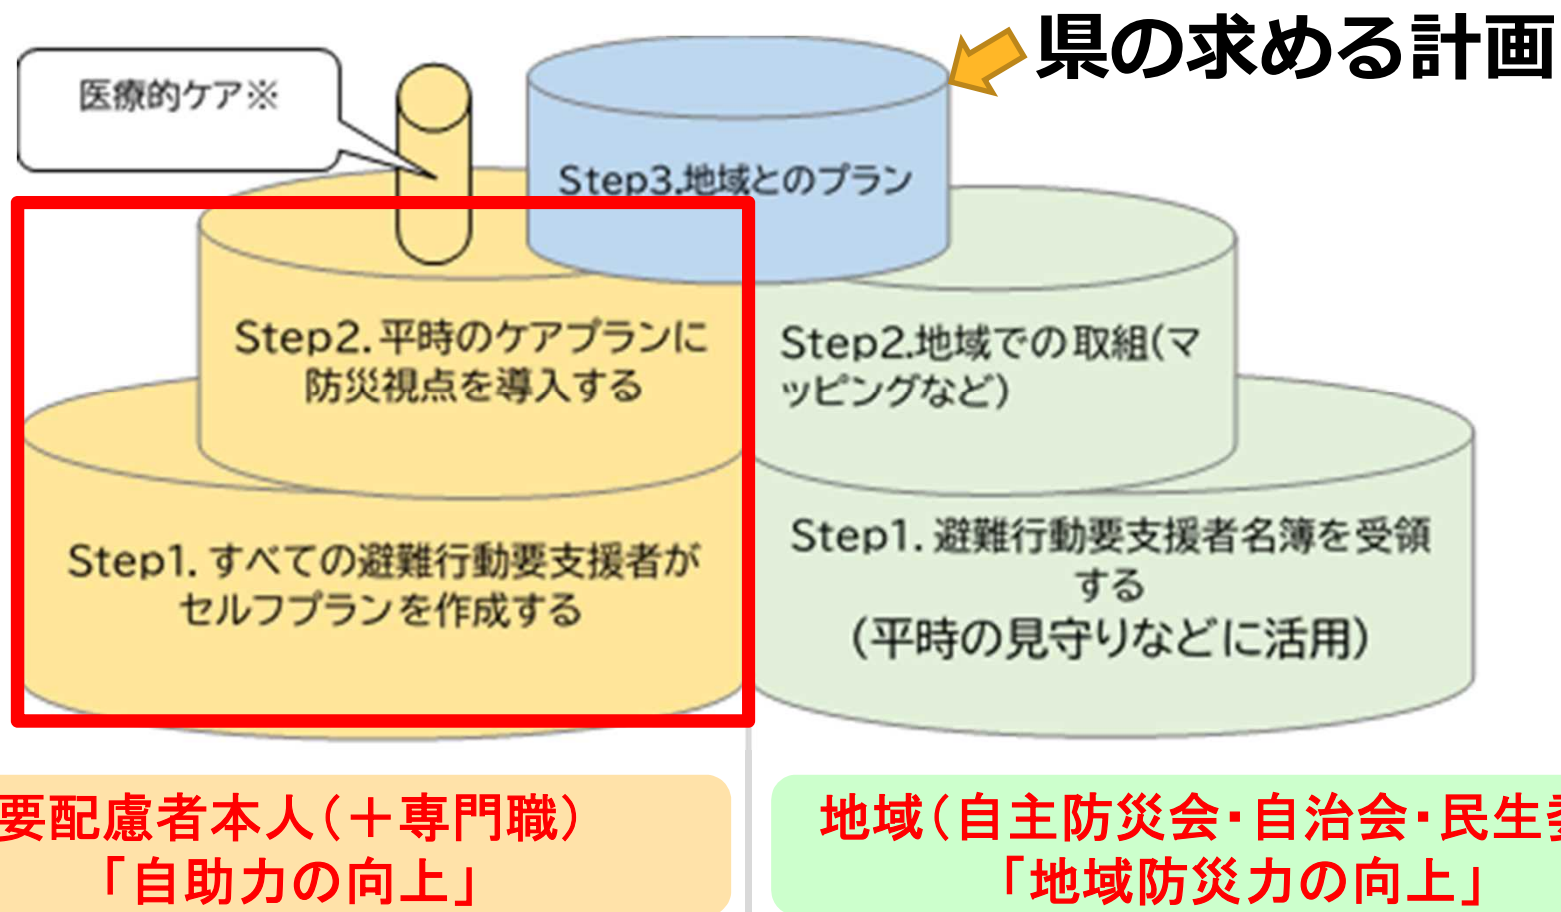 県の求める計画
医療的ケア※
Step3.地域とのプラン
Step2.平時のケアプランに
防災視点を導入する
Step2.地域での取組(マ
ッピングなど)
Step1.すべての避難行動要支援者が
セルフプランを作成する
Step1.避難行動要支援者名簿を受領
する
(平時の見守りなどに活用)
要配慮者本人(＋専門職)
「自助力の向上」
地域(自主防災会・自治会・民生
「地域防災力の向上」